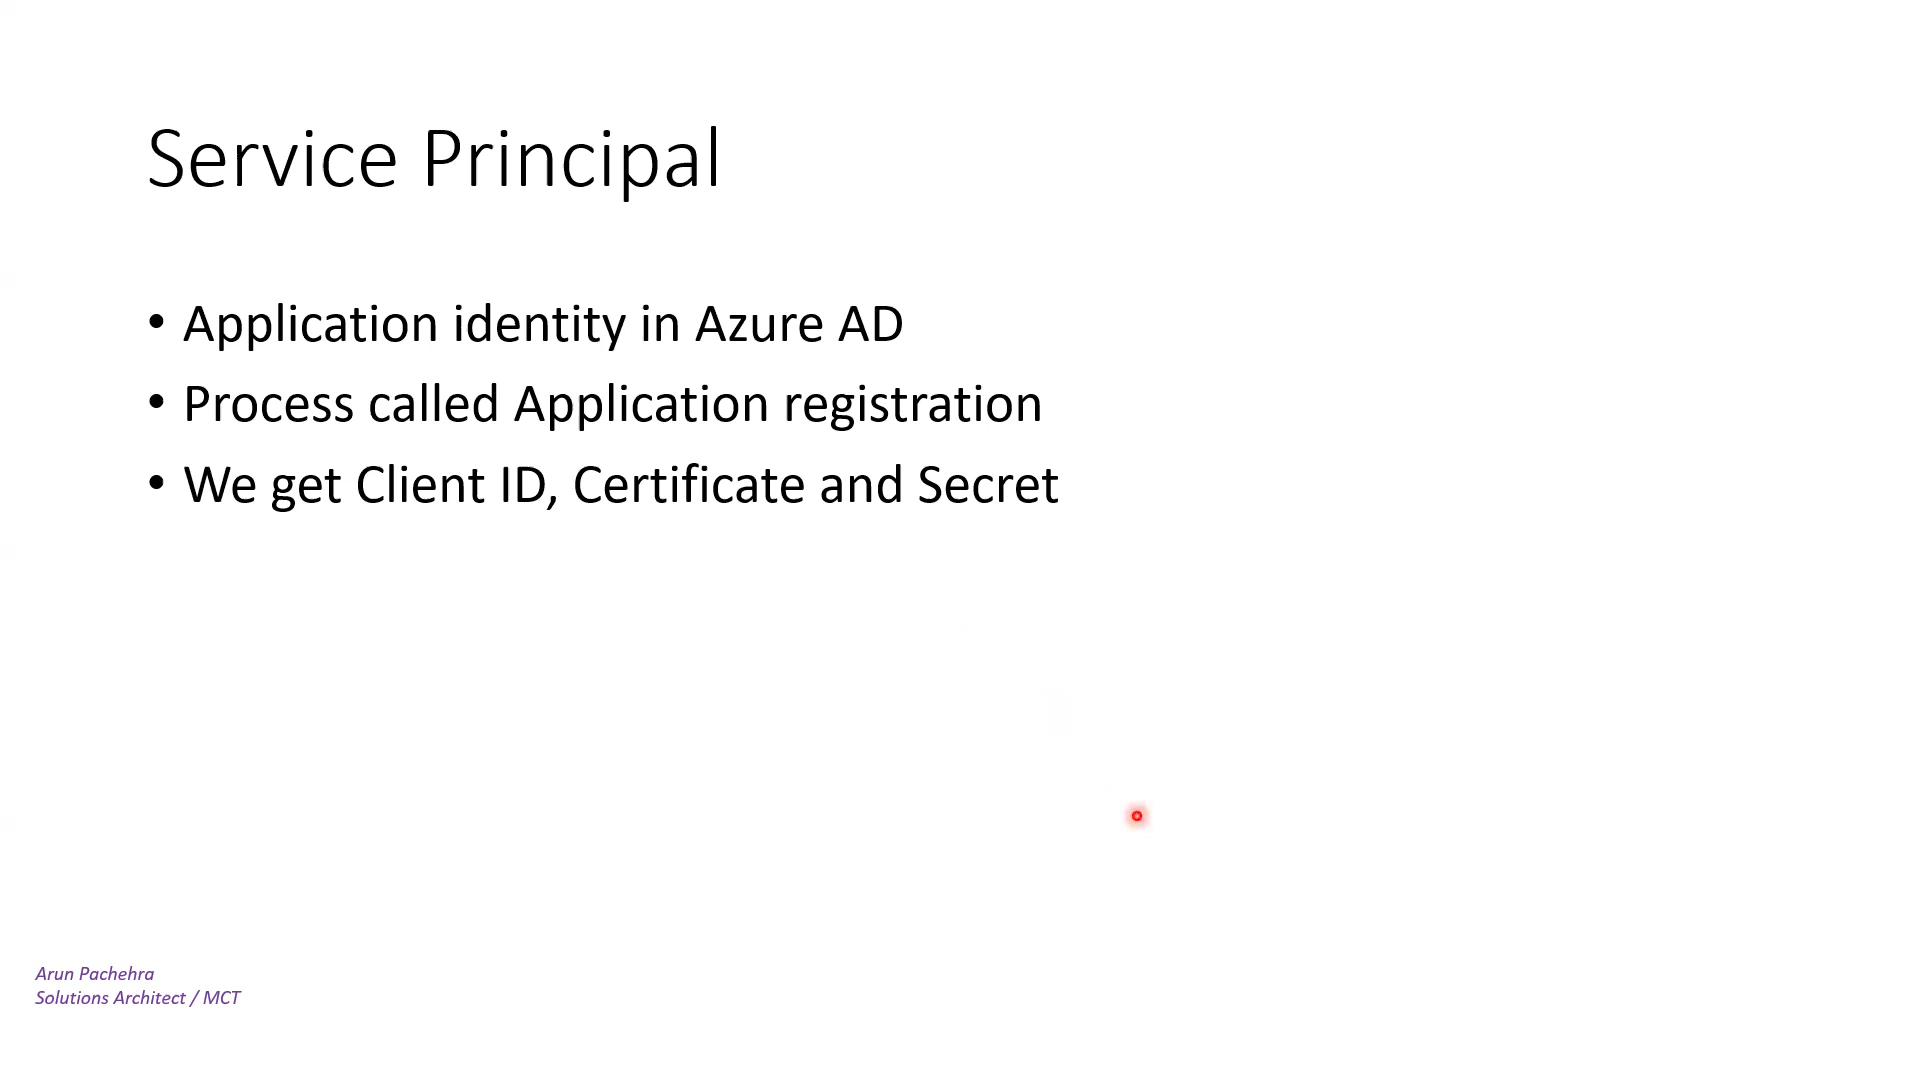 Service Principal
• Application identity in Azure AD
• Process called Application registration
• We get Client ID, Certificate and Secret
Arun Pachehra
Solutions Architect / MCT